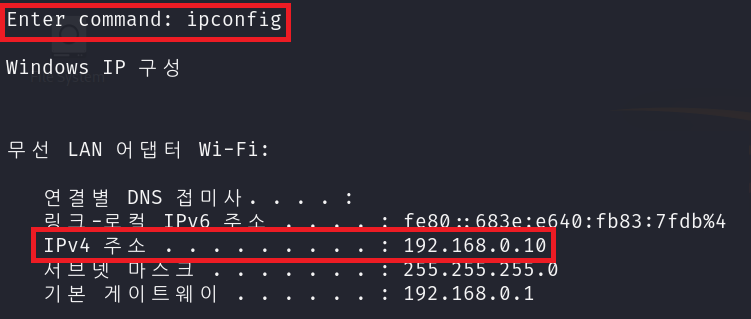 Enter command: ipconfig
Windows IP 구성
무선 LAN 어댑터 Wi-Fi:
연결별 DNS 접미사. . . . :
링크-로컬 IPv6 주소 . . . . : fe80::683e:e640:fb83:7fdb%4
IPv4 주소 . . . . . . . . . : 192.168.0.10
서브넷 마스크 . . . . . . . : 255.255.255.0
기본 게이트웨이 . . . . . . : 192.168.0.1